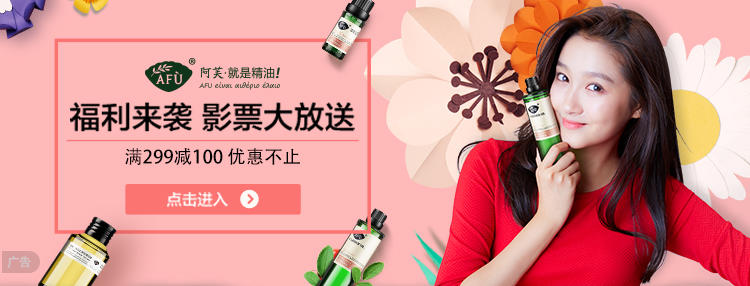 AFÙ®
阿芙·就是精油!
AFU είναι αιθέριο έλαιο
福利来袭 影票大放送
满299减100 优惠不止
点击进入
广告